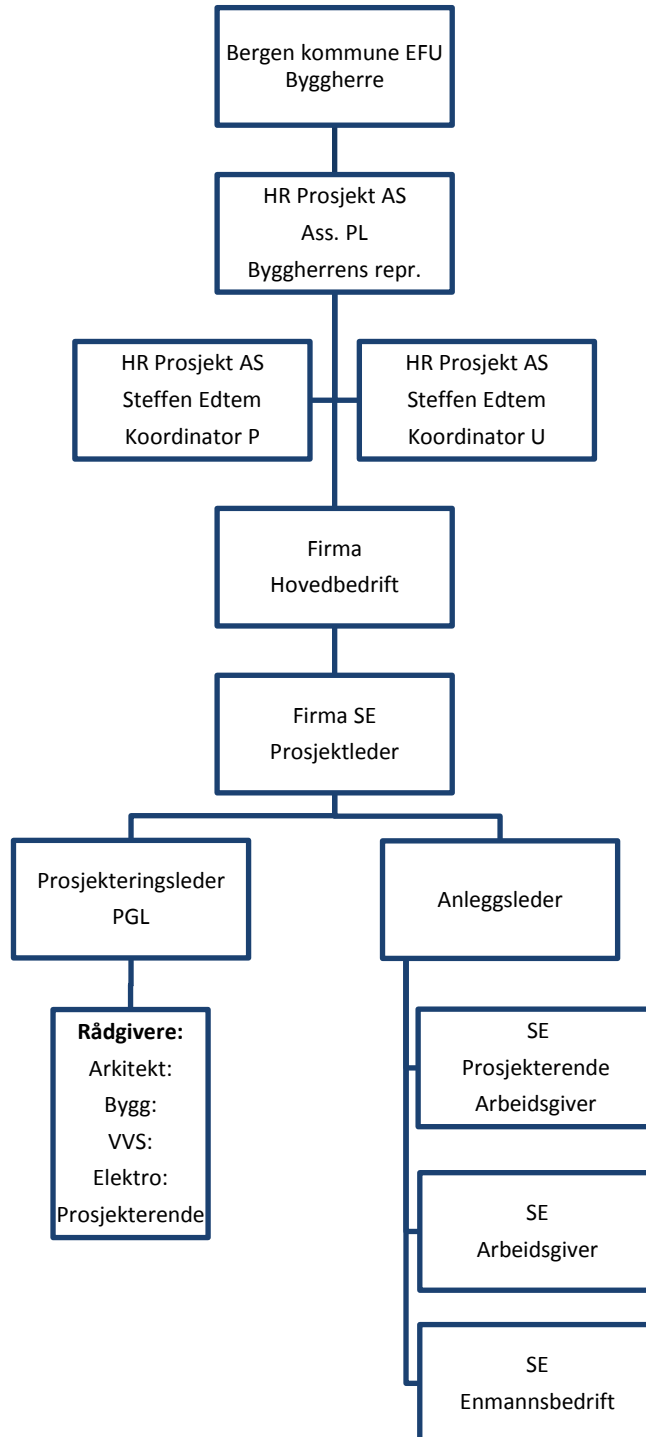 Bergen kommune EFU
Byggherre
HR Prosjekt AS
Ass. PL
Byggherrens repr.
HR Prosjekt AS
Steffen Edtem
Koordinator P
HR Prosjekt AS
Steffen Edtem
Koordinator U
Firma
Hovedbedrift
Firma SE
Prosjektleder
Prosjekteringsleder
PGL
Anleggsleder
Rådgivere:
Arkitekt:
Bygg:
VVS:
Elektro:
Prosjekterende
SE
Prosjekterende
Arbeidsgiver
SE
Arbeidsgiver
SE
Enmannsbedrift